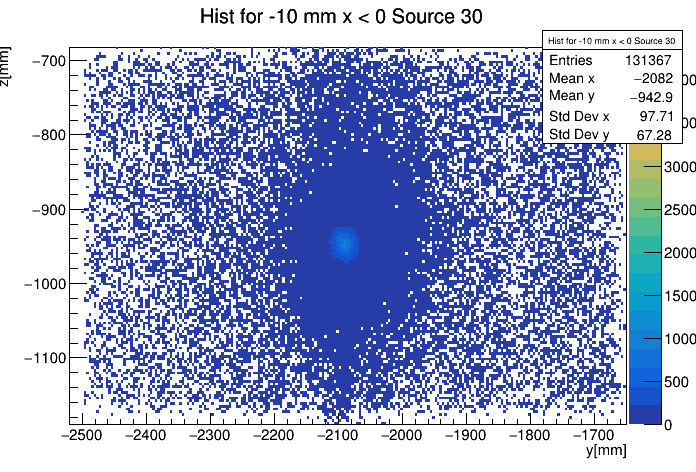 Hist for -10 mm x < 0 Source 30
Hist for -10 mm x < 0 Source 30
Entries 131367
Mean x −2082
Mean y −942.9
Std Dev x 97.71
Std Dev y 67.28
z[mm]
−700
−800
−900
−1000
−1100
3000
2500
2000
1500
1000
500
0
−2500 −2400 −2300 −2200 −2100 −2000 −1900 −1800 −1700
y[mm]